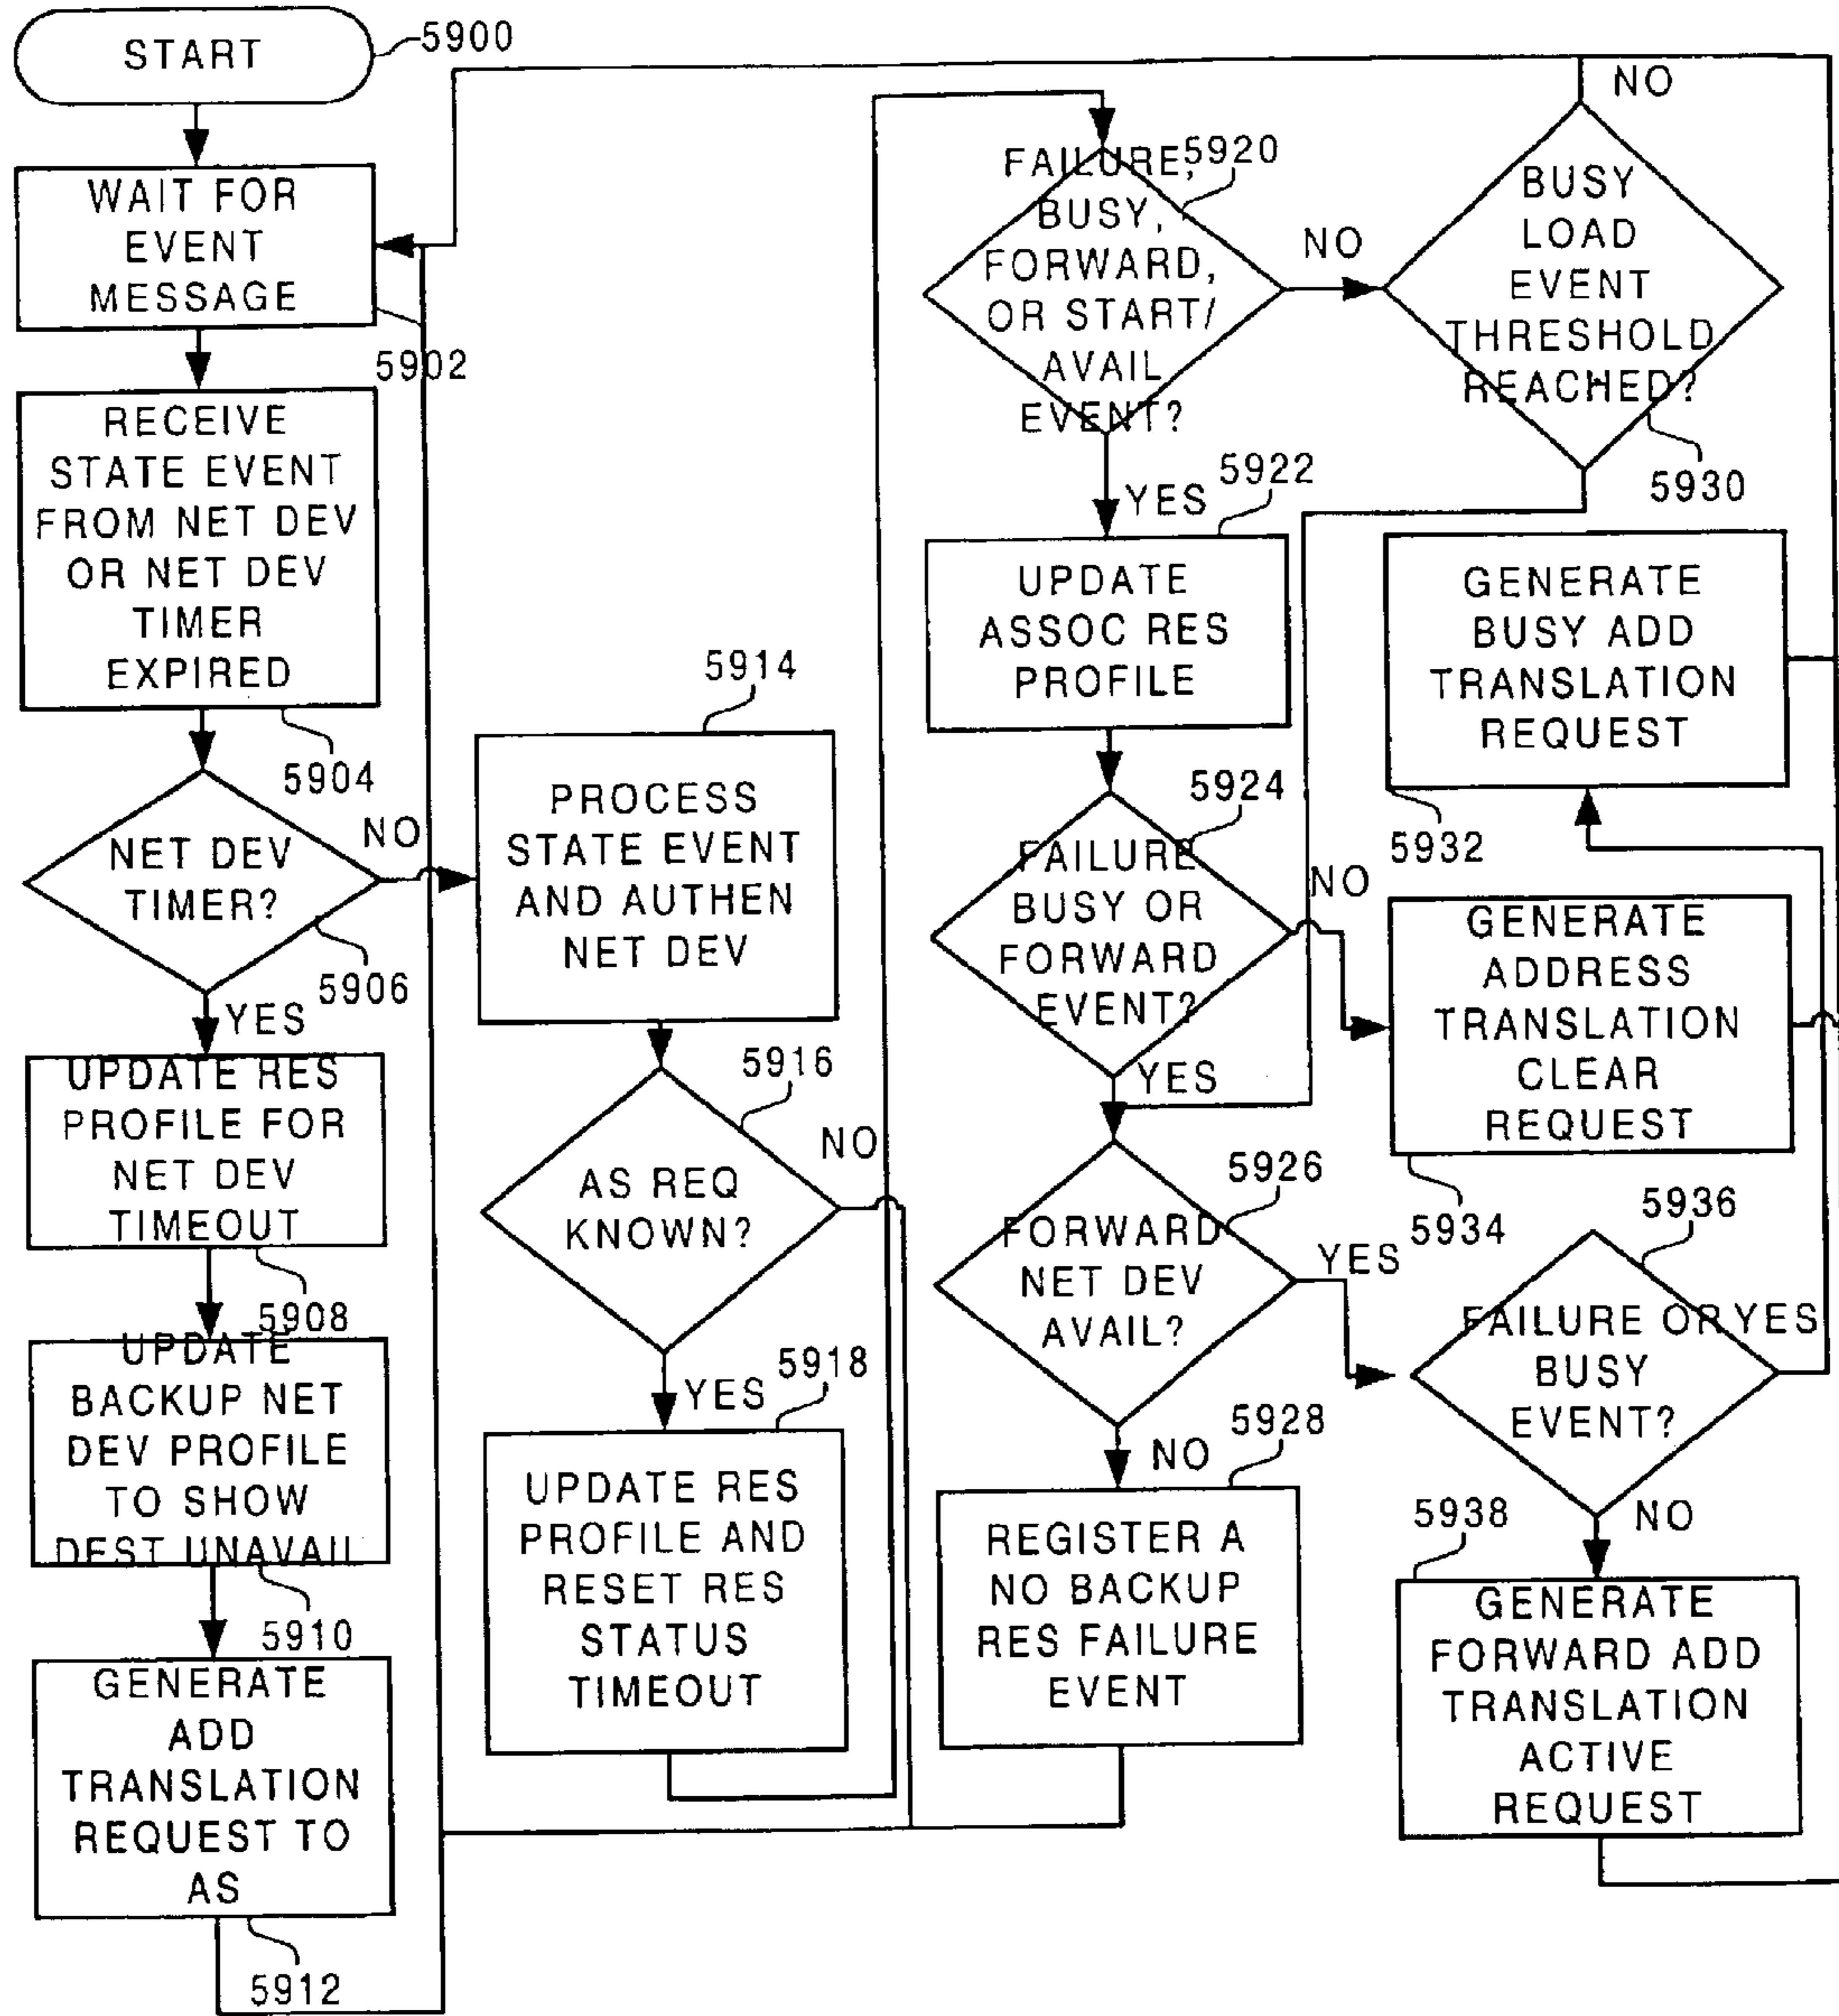 START
5900
WAIT FOR
EVENT
MESSAGE
5902
RECEIVE
STATE EVENT
FROM NET DEV
OR NET DEV
TIMER
EXPIRED
5904
NET DEV
TIMER?
NO
5906
YES
UPDATE RES
PROFILE FOR
NET DEV
TIMEOUT
5908
UPDATE
BACKUP NET
DEV PROFILE
TO SHOW
DEST UNAVAIL
5910
GENERATE
ADD
TRANSLATION
REQUEST TO
AS
5912
5914
PROCESS
STATE EVENT
AND AUTHEN
NET DEV
5916
AS REQ
KNOWN?
NO
YES
5918
UPDATE RES
PROFILE AND
RESET RES
STATUS
TIMEOUT
5920
FAILURE,
BUSY,
FORWARD,
OR START/
AVAIL
EVENT?
NO
YES
5922
UPDATE
ASSOC RES
PROFILE
5924
FAILURE
BUSY OR
FORWARD
EVENT?
NO
YES
5926
FORWARD
NET DEV
AVAIL?
YES
NO
5928
REGISTER A
NO BACKUP
RES FAILURE
EVENT
NO
BUSY
LOAD
EVENT
THRESHOLD
REACHED?
5930
GENERATE
BUSY ADD
TRANSLATION
REQUEST
5932
GENERATE
ADDRESS
TRANSLATION
CLEAR
REQUEST
5934
5936
FAILURE OR
BUSY
EVENT?
YES
NO
5938
GENERATE
FORWARD ADD
TRANSLATION
ACTIVE
REQUEST